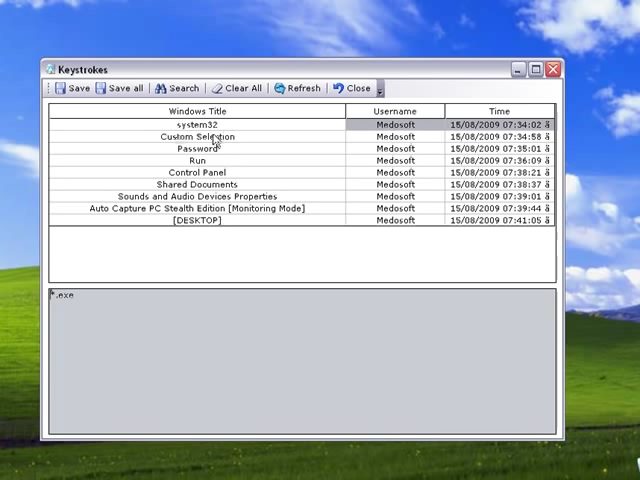 Keystrokes
Save Save all Search Clear All Refresh Close
Windows Title Username Time
system32 Medosoft 15/08/2009 07:34:02 â
Custom Selection Medosoft 15/08/2009 07:34:58 â
Password Medosoft 15/08/2009 07:35:01 â
Run Medosoft 15/08/2009 07:36:09 â
Control Panel Medosoft 15/08/2009 07:38:21 â
Shared Documents Medosoft 15/08/2009 07:38:37 â
Sounds and Audio Devices Properties Medosoft 15/08/2009 07:39:01 â
Auto Capture PC Stealth Edition [Monitoring Mode] Medosoft 15/08/2009 07:39:44 â
[DESKTOP] Medosoft 15/08/2009 07:41:05 â
*.exe